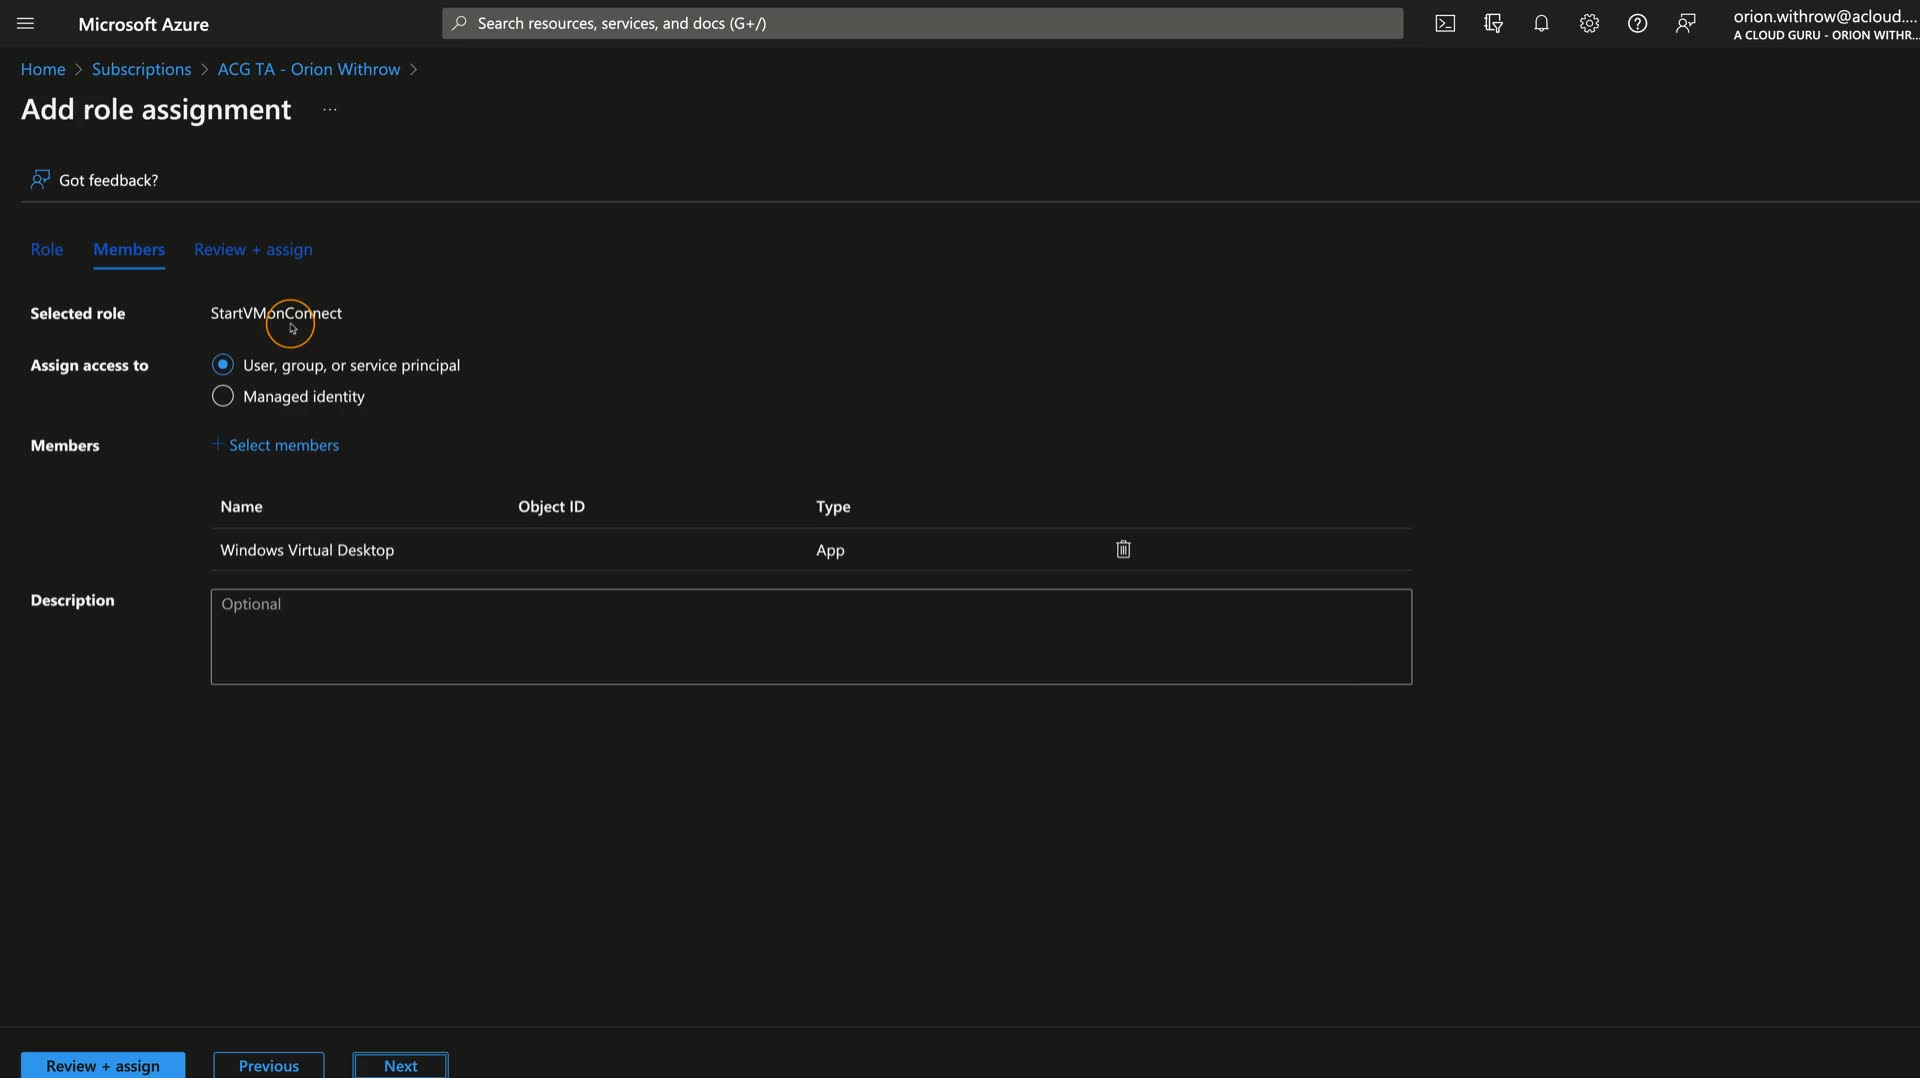 Microsoft Azure
Search resources, services, and docs (G+/)
orion.withrow@acloud....
A CLOUD GURU - ORION WITHR...
Home > Subscriptions > ACG TA - Orion Withrow >
Add role assignment ...
Got feedback?
Role Members Review + assign
Selected role StartVMonConnect
Assign access to User, group, or service principal
Managed identity
Members + Select members
Name Object ID Type
Windows Virtual Desktop App
Description Optional
Review + assign Previous Next